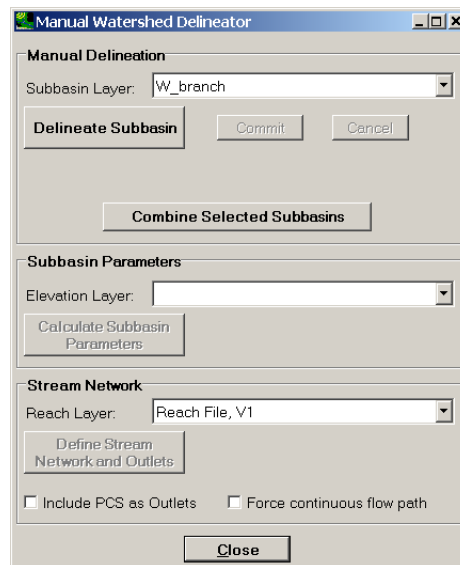 Manual Watershed Delineator
Manual Delineation
Subbasin Layer: W_branch
Delineate Subbasin Commit Cancel
Combine Selected Subbasins
Subbasin Parameters
Elevation Layer:
Calculate Subbasin
Parameters
Stream Network
Reach Layer: Reach File, V1
Define Stream
Network and Outlets
Include PCS as Outlets Force continuous flow path
Close